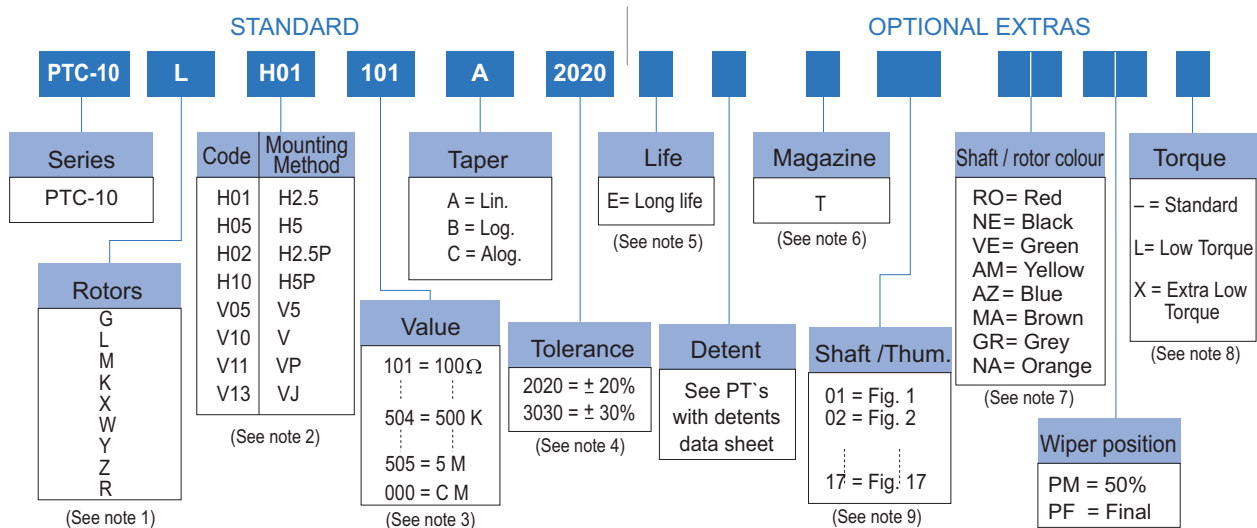 STANDARD
OPTIONAL EXTRAS
PTC-10 L H01 101 A 2020
Series
PTC-10
Rotors
G
L
M
K
X
W
Y
Z
R
(See note 1)
Code Mounting Method
H01 H2.5
H05 H5
H02 H2.5P
H10 H5P
V05 V5
V10 V
V11 VP
V13 VJ
(See note 2)
Value
101 = 100Ω
504 = 500 K
505 = 5 M
000 = C M
(See note 3)
Taper
A = Lin.
B = Log.
C = Alog.
Tolerance
2020 = ± 20%
3030 = ± 30%
(See note 4)
Life
E= Long life
(See note 5)
Detent
See PT`s
with detents
data sheet
Magazine
T
(See note 6)
Shaft /Thum.
01 = Fig. 1
02 = Fig. 2
17 = Fig. 17
(See note 9)
Shaft / rotor colour
RO= Red
NE= Black
VE= Green
AM= Yellow
AZ= Blue
MA= Brown
GR= Grey
NA= Orange
(See note 7)
Wiper position
PM = 50%
PF = Final
Torque
– = Standard
L= Low Torque
X = Extra Low
Torque
(See note 8)